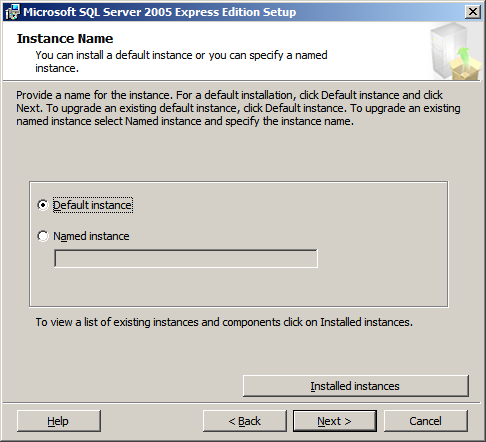 Microsoft SQL Server 2005 Express Edition Setup
Instance Name
You can install a default instance or you can specify a named
instance.
Provide a name for the instance. For a default installation, click Default instance and click
Next. To upgrade an existing default instance, click Default instance. To upgrade an existing
named instance select Named instance and specify the instance name.
Default instance
Named instance
To view a list of existing instances and components click on Installed instances.
Installed instances
Help
< Back
Next >
Cancel